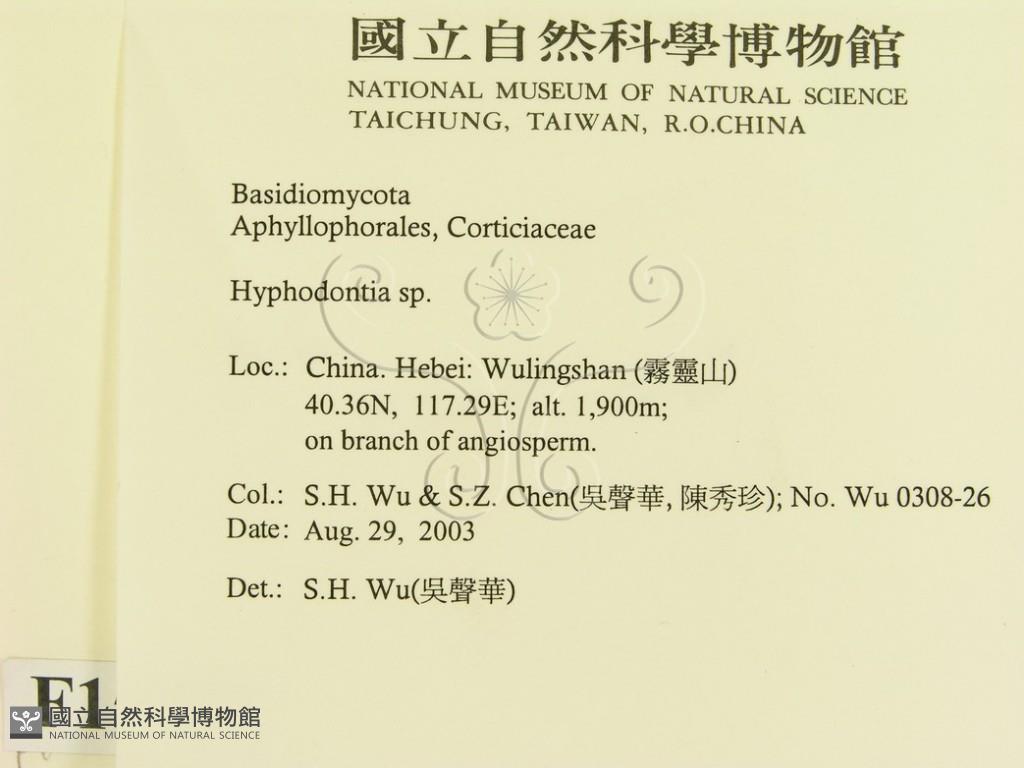 國立自然科學博物館
NATIONAL MUSEUM OF NATURAL SCIENCE
TAICHUNG, TAIWAN, R.O.CHINA
Basidiomycota
Aphyllophorales, Corticiaceae
Hyphodontia sp.
Loc.: China. Hebei: Wulingshan (霧靈山)
40.36N, 117.29E; alt. 1,900m;
on branch of angiosperm.
Col.: S.H. Wu & S.Z. Chen(吳聲華, 陳秀珍); No. Wu 0308-26
Date: Aug. 29, 2003
Det.: S.H. Wu(吳聲華)
國立自然科學博物館
NATIONAL MUSEUM OF NATURAL SCIENCE